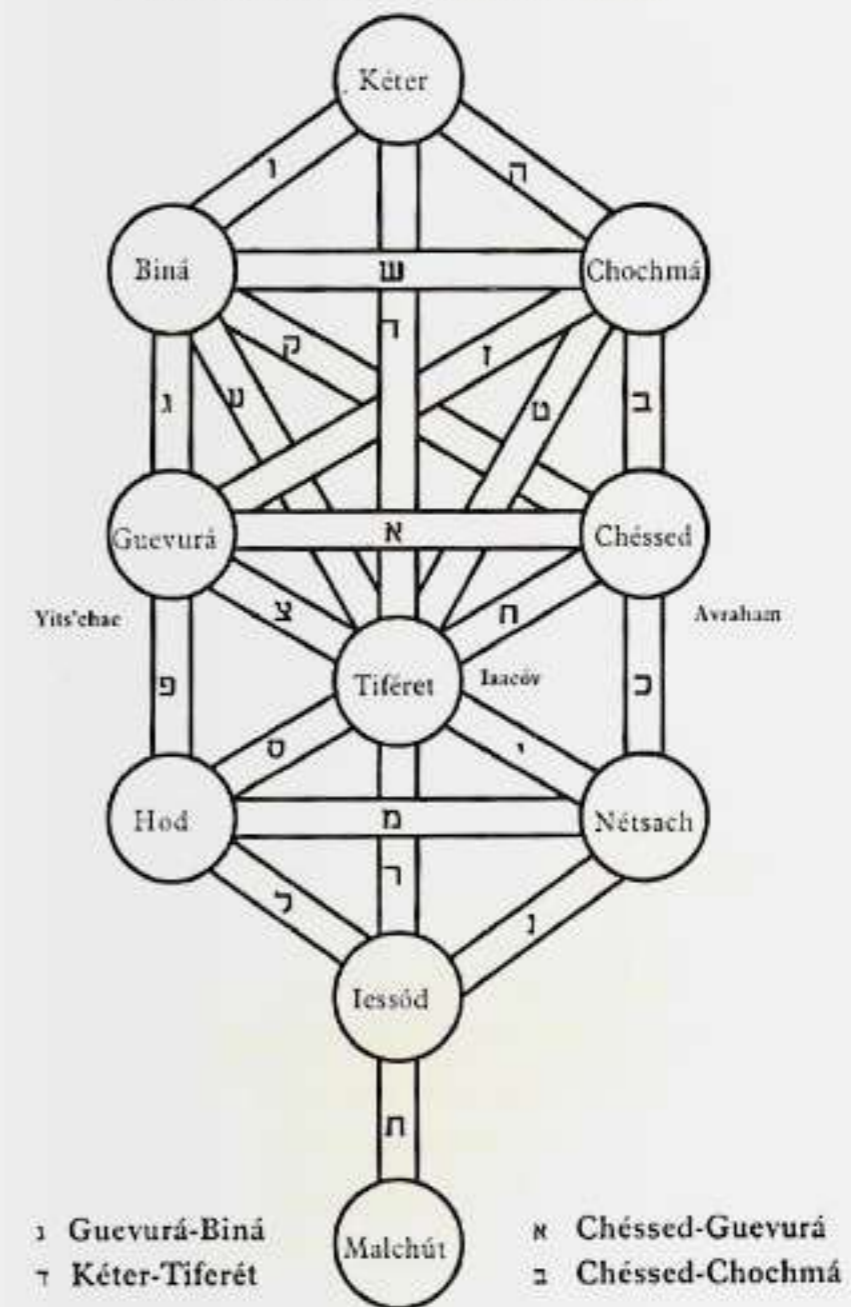 Kéter
ו ה
Biná ש Chochmá
ד
ק ז
ג ע ט ב
Guevurá א Chéssed
Yits'chac צ ח Avraham
פ Tiféret Iaacóv כ
ס י
Hod מ Nétsach
ר
ל נ
Iessód
ת
Malchút
ג Guevurá-Biná
ד Kéter-Tiferét
א Chéssed-Guevurá
ב Chéssed-Chochmá